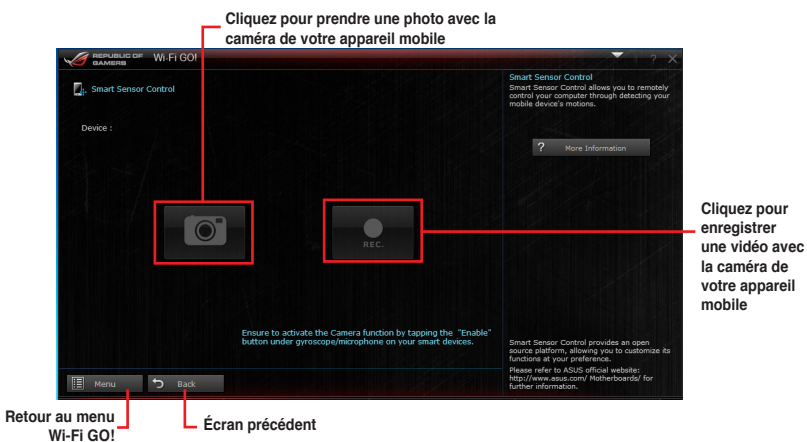 Cliquez pour prendre une photo avec la
caméra de votre appareil mobile
REPUBLIC OF
GAMERS
Wi-Fi GO!
?
Smart Sensor Control
Device :
REC.
Ensure to activate the Camera function by tapping the "Enable"
button under gyroscope/microphone on your smart devices.
Smart Sensor Control
Smart Sensor Control allows you to remotely
control your computer through detecting your
mobile device's motions.
? More Information
Smart Sensor Control provides an open
source platform, allowing you to customize its
functions at your preference.
Please refer to ASUS official website:
http://www.asus.com/ Motherboards/ for
further information.
Menu
Back
Cliquez pour
enregistrer
une vidéo avec
la caméra de
votre appareil
mobile
Retour au menu
Wi-Fi GO!
Écran précédent